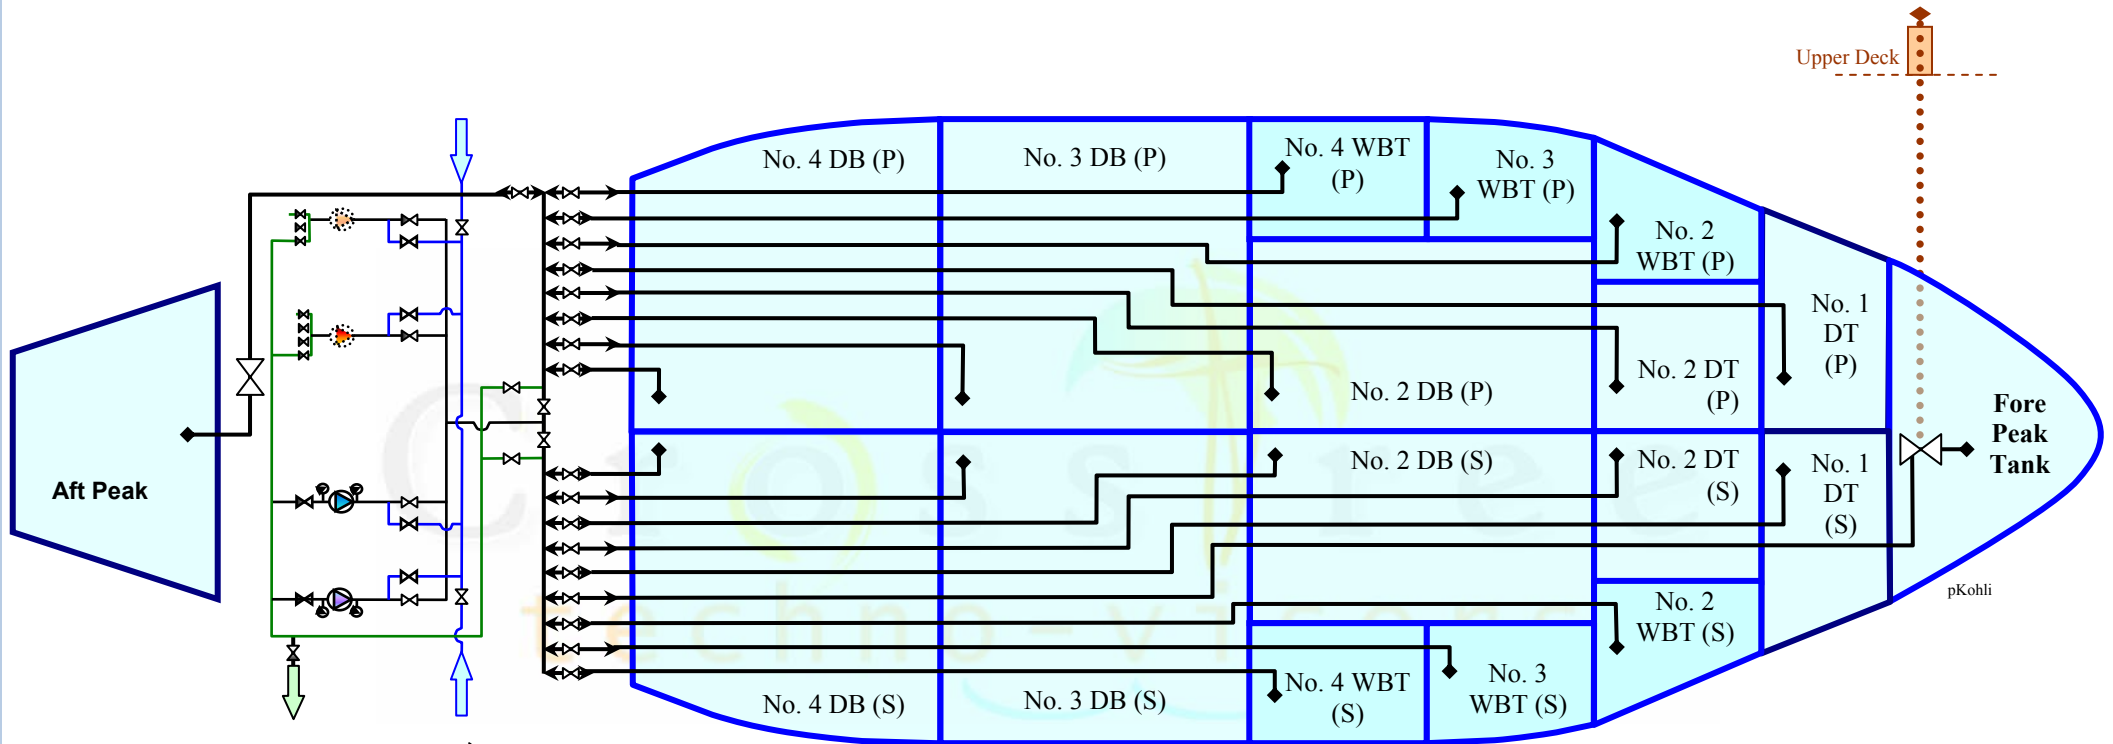 Upper Deck
No. 4 DB (P)
No. 3 DB (P)
No. 4 WBT
(P)
No. 3
WBT (P)
No. 2
WBT (P)
No. 1
DT
(P)
No. 2 DB (P)
No. 2 DT
(P)
Fore
Peak
Tank
Aft Peak
No. 2 DB (S)
No. 2 DT
(S)
No. 1
DT
(S)
pKohli
No. 2
WBT (S)
No. 4 DB (S)
No. 3 DB (S)
No. 4 WBT
(S)
No. 3
WBT (S)